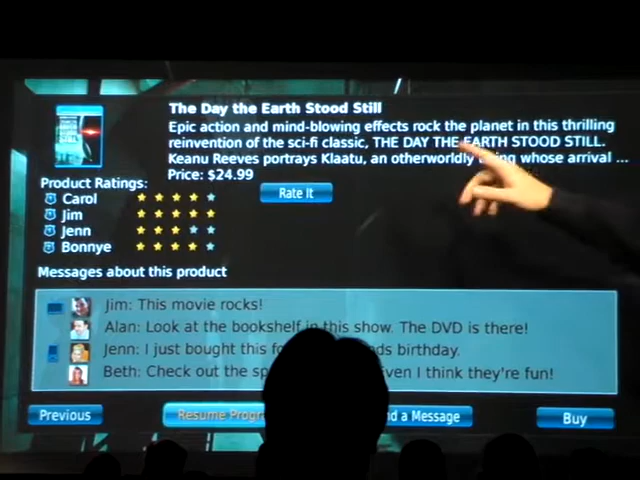 The Day the Earth Stood Still
Epic action and mind-blowing effects rock the planet in this thrilling
reinvention of the sci-fi classic, THE DAY THE EARTH STOOD STILL.
Keanu Reeves portrays Klaatu, an otherworldly being whose arrival ...
Price: $24.99
Rate It
Product Ratings:
Carol
Jim
Jenn
Bonnye
Messages about this product
Jim: This movie rocks!
Alan: Look at the bookshelf in this show. The DVD is there!
Jenn: I just bought this birthday.
Beth: Check out the Even I think they're fun!
Previous
Resume
a Message
Buy